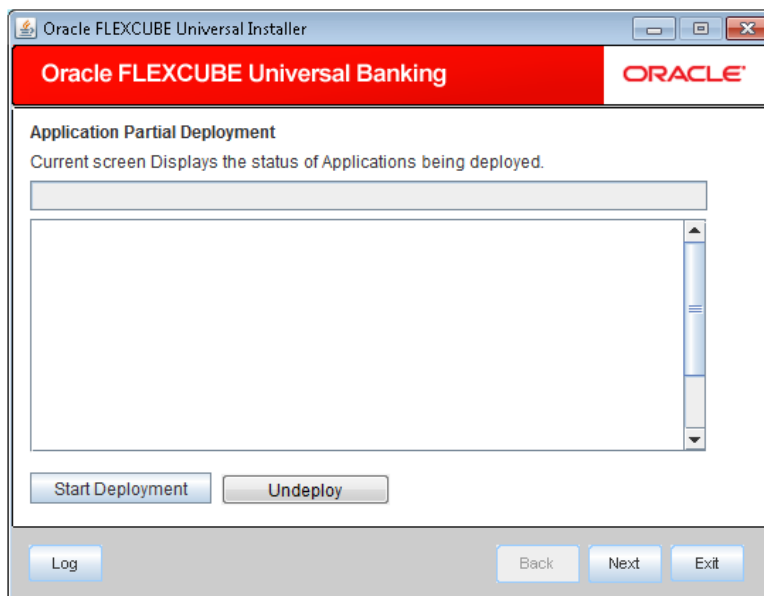 Oracle FLEXCUBE Universal Installer
Oracle FLEXCUBE Universal Banking
ORACLE
Application Partial Deployment
Current screen Displays the status of Applications being deployed.
Start Deployment
Undeploy
Log
Back
Next
Exit